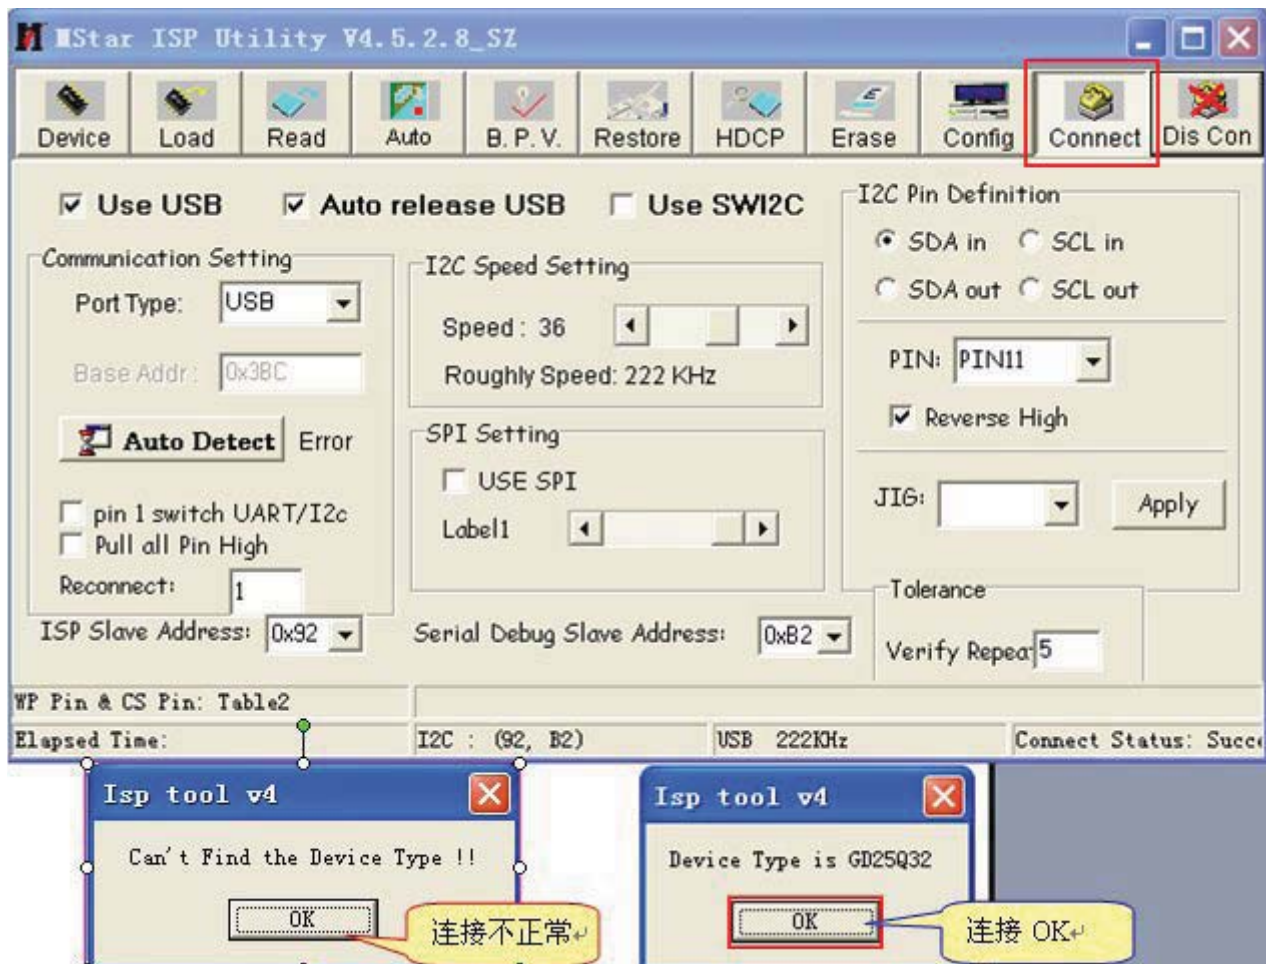 MStar ISP Utility V4.5.2.8_SZ
Device Load Read Auto B.P.V. Restore HDCP Erase Config Connect Dis Con
Use USB Auto release USB Use SWI2C
Communication Setting
Port Type: USB
Base Addr: 0x3BC
Auto Detect Error
pin 1 switch UART/I2c
Pull all Pin High
Reconnect: 1
ISP Slave Address: 0x92
I2C Speed Setting
Speed : 36
Roughly Speed: 222 KHz
SPI Setting
USE SPI
Label1
Serial Debug Slave Address: 0xB2
I2C Pin Definition
SDA in SCL in
SDA out SCL out
PIN: PIN11
Reverse High
JIG: Apply
Tolerance
Verify Repeat 5
WP Pin & CS Pin: Table2
Elapsed Time: I2C : (92, B2) USB 222KHz Connect Status: Succe
Isp tool v4
Can't Find the Device Type !!
OK
连接不正常
Isp tool v4
Device Type is GD25Q32
OK
连接 OK